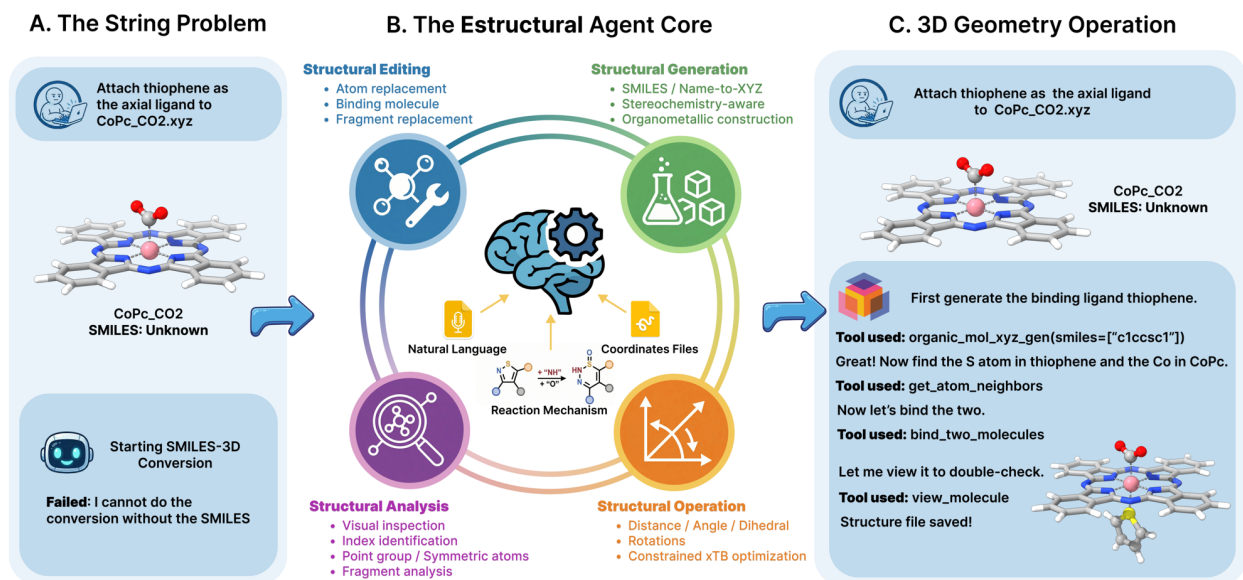 A. The String Problem
Attach thiophene as
the axial ligand to
CoPc_CO2.xyz
CoPc_CO2
SMILES: Unknown
Starting SMILES-3D
Conversion
Failed: I cannot do the
conversion without the SMILES
B. The Estructural Agent Core
Structural Editing
• Atom replacement
• Binding molecule
• Fragment replacement
Structural Generation
• SMILES / Name-to-XYZ
• Stereochemistry-aware
• Organometallic construction
Natural Language
Coordinates Files
N
S
+ "NH"
+ "O"
O
S
HN
N
Reaction Mechanism
Structural Analysis
• Visual inspection
• Index identification
• Point group / Symmetric atoms
• Fragment analysis
Structural Operation
• Distance / Angle / Dihedral
• Rotations
• Constrained xTB optimization
C. 3D Geometry Operation
Attach thiophene as the axial ligand
to CoPc_CO2.xyz
CoPc_CO2
SMILES: Unknown
First generate the binding ligand thiophene.
Tool used: organic_mol_xyz_gen(smiles=["c1ccsc1"])
Great! Now find the S atom in thiophene and the Co in CoPc.
Tool used: get_atom_neighbors
Now let's bind the two.
Tool used: bind_two_molecules
Let me view it to double-check.
Tool used: view_molecule
Structure file saved!